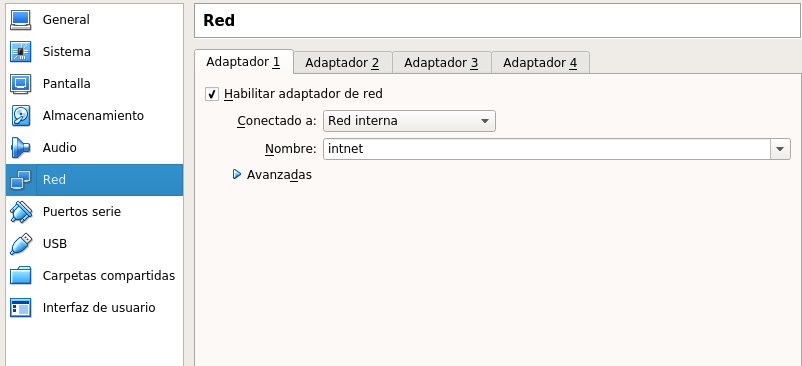 General
Sistema
Pantalla
Almacenamiento
Audio
Red
Puertos serie
USB
Carpetas compartidas
Interfaz de usuario
Red
Adaptador 1 Adaptador 2 Adaptador 3 Adaptador 4
Habilitar adaptador de red
Conectado a: Red interna
Nombre: intnet
Avanzadas